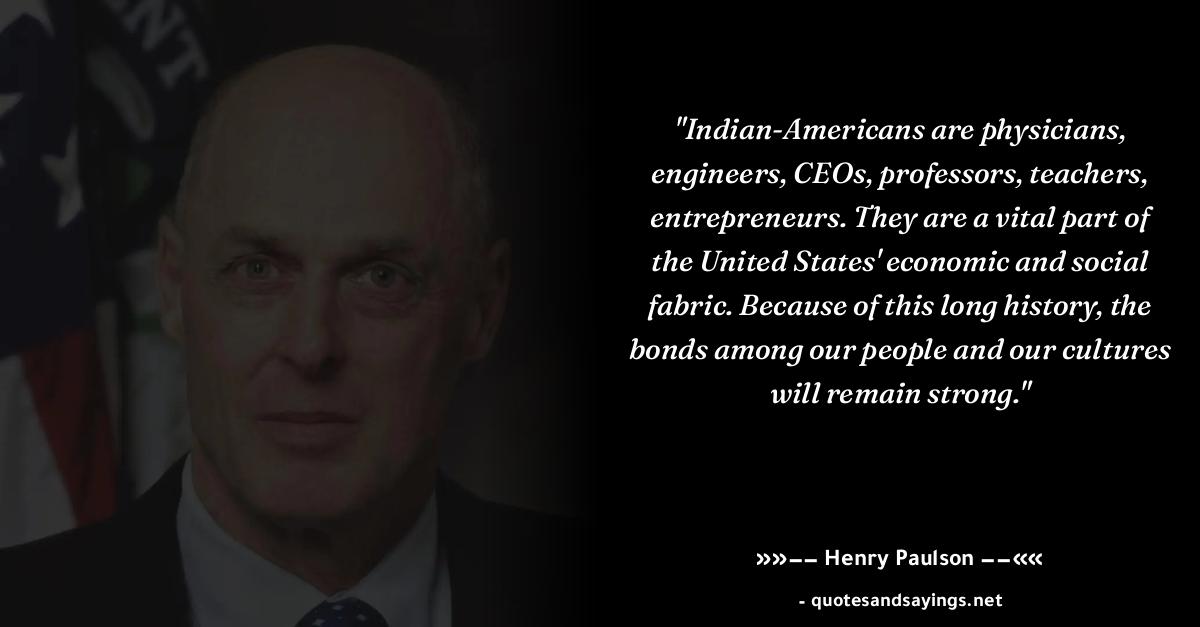 NT
"Indian-Americans are physicians,
engineers, CEOs, professors, teachers,
entrepreneurs. They are a vital part of
the United States' economic and social
fabric. Because of this long history, the
bonds among our people and our cultures
will remain strong."
»»–– Henry Paulson ––««
- quotesandsayings.net